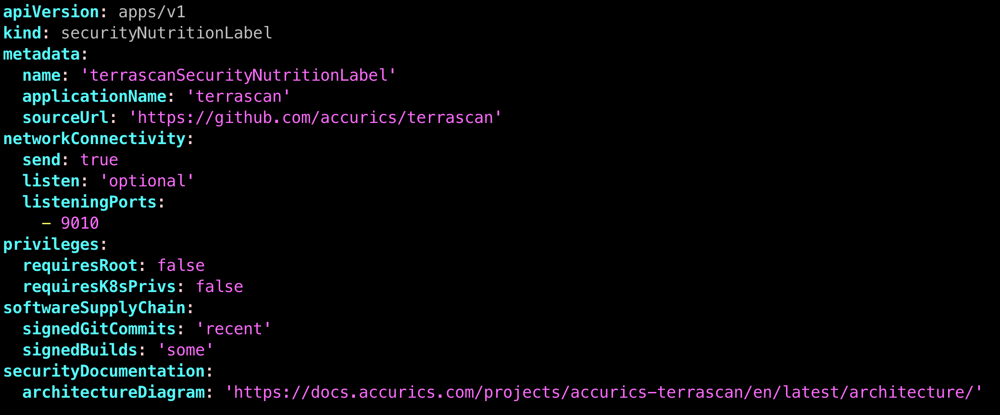 apiVersion: apps/v1
kind: securityNutritionLabel
metadata:
  name: 'terrascanSecurityNutritionLabel'
  applicationName: 'terrascan'
  sourceUrl: 'https://github.com/accurics/terrascan'
networkConnectivity:
  send: true
  listen: 'optional'
  listeningPorts:
    - 9010
privileges:
  requiresRoot: false
  requiresK8sPrivs: false
softwareSupplyChain:
  signedGitCommits: 'recent'
  signedBuilds: 'some'
securityDocumentation:
  architectureDiagram: 'https://docs.accurics.com/projects/accurics-terrascan/en/latest/architecture/'